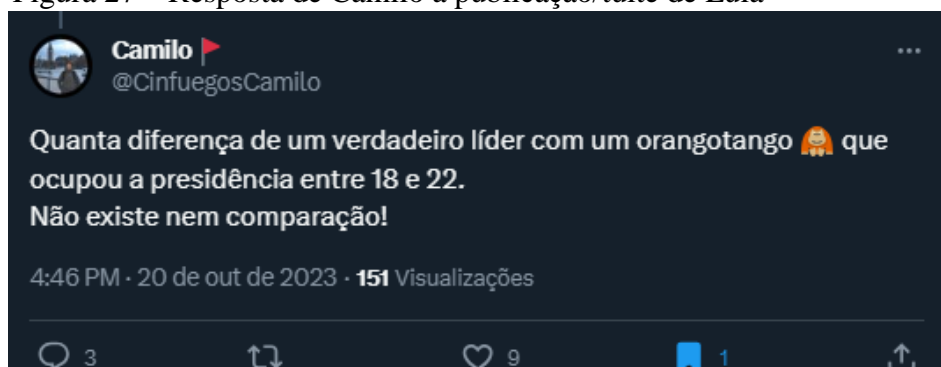 Figura 27 – Resposta de Camilo à publicação/tuíte de Lula
Camilo 🚩
@CinfuegosCamilo
Quanta diferença de um verdadeiro líder com um orangotango 🦧 que
ocupou a presidência entre 18 e 22.
Não existe nem comparação!
4:46 PM · 20 de out de 2023 · 151 Visualizações
3 9 1